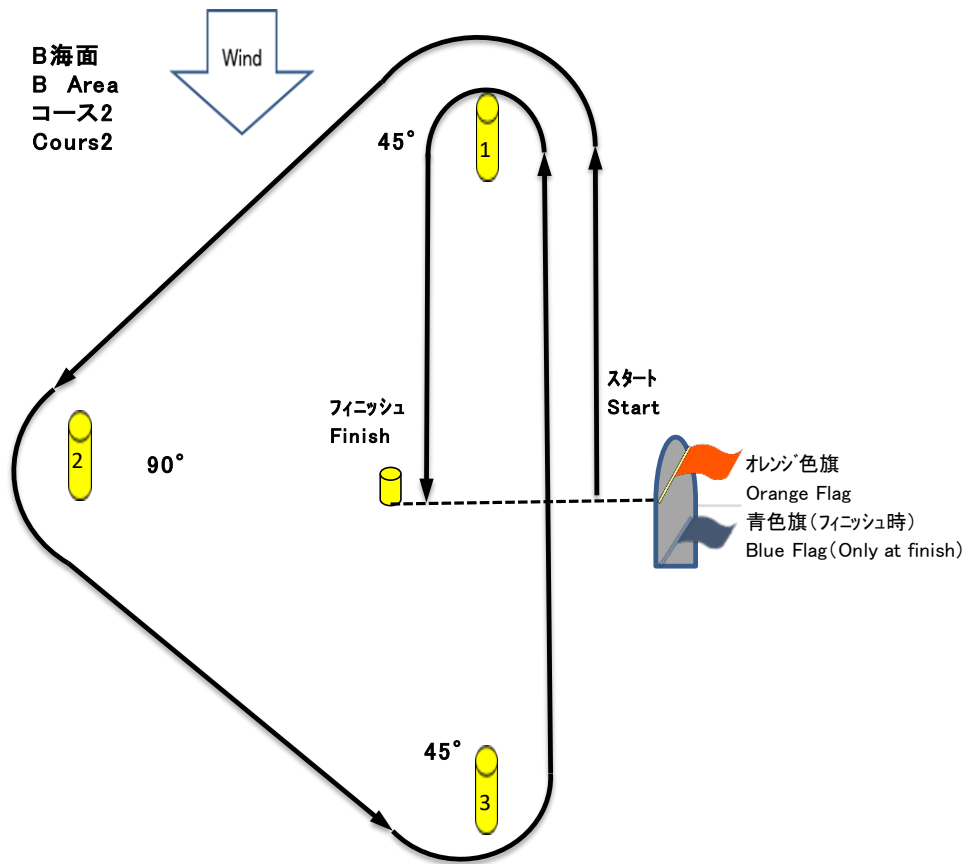 B海面
B Area
コース2
Cours2
Wind
45°
1
スタート
Start
フィニッシュ
Finish
2
90°
オレンジ色旗
Orange Flag
青色旗(フィニッシュ時)
Blue Flag(Only at finish)
45°
3